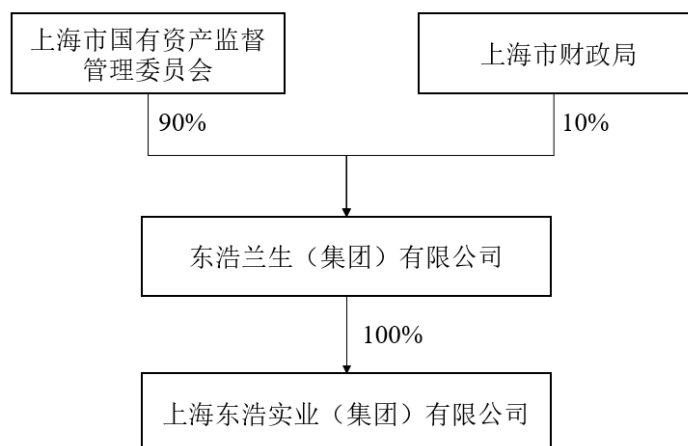 上海市国有资产监督
管理委员会
上海市财政局
90%
10%
东浩兰生（集团）有限公司
100%
上海东浩实业（集团）有限公司